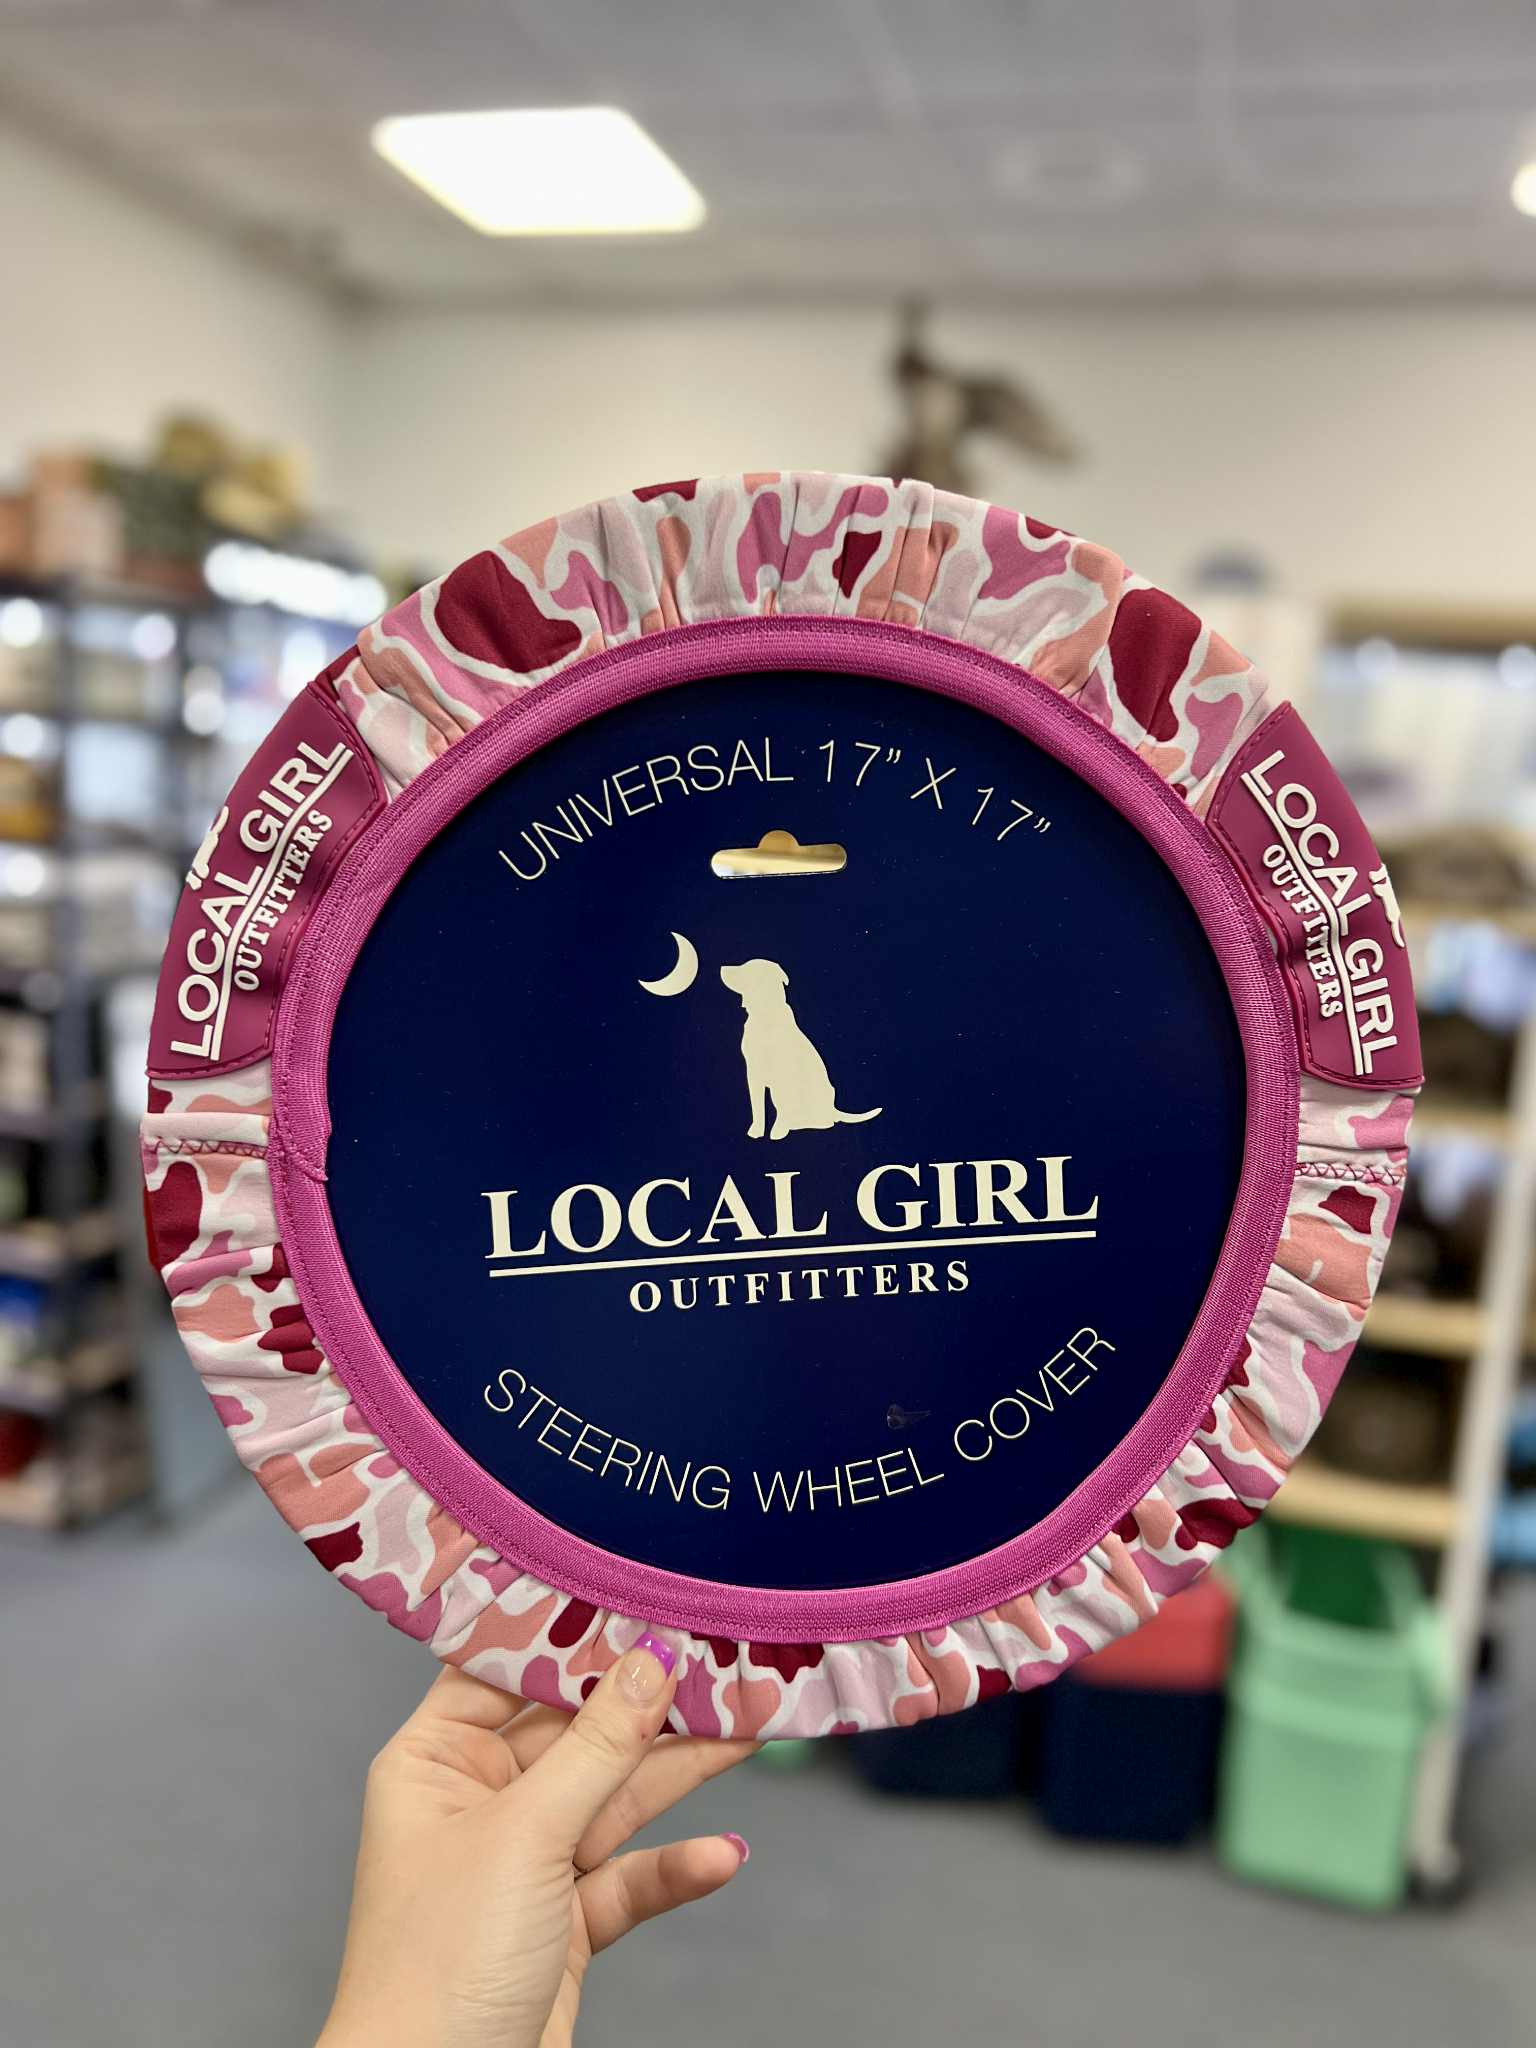 UNIVERSAL 17” X 17”
LOCAL GIRL
OUTFITTERS
LOCAL GIRL
OUTFITTERS
LOCAL GIRL
OUTFITTERS
STEERING WHEEL COVER